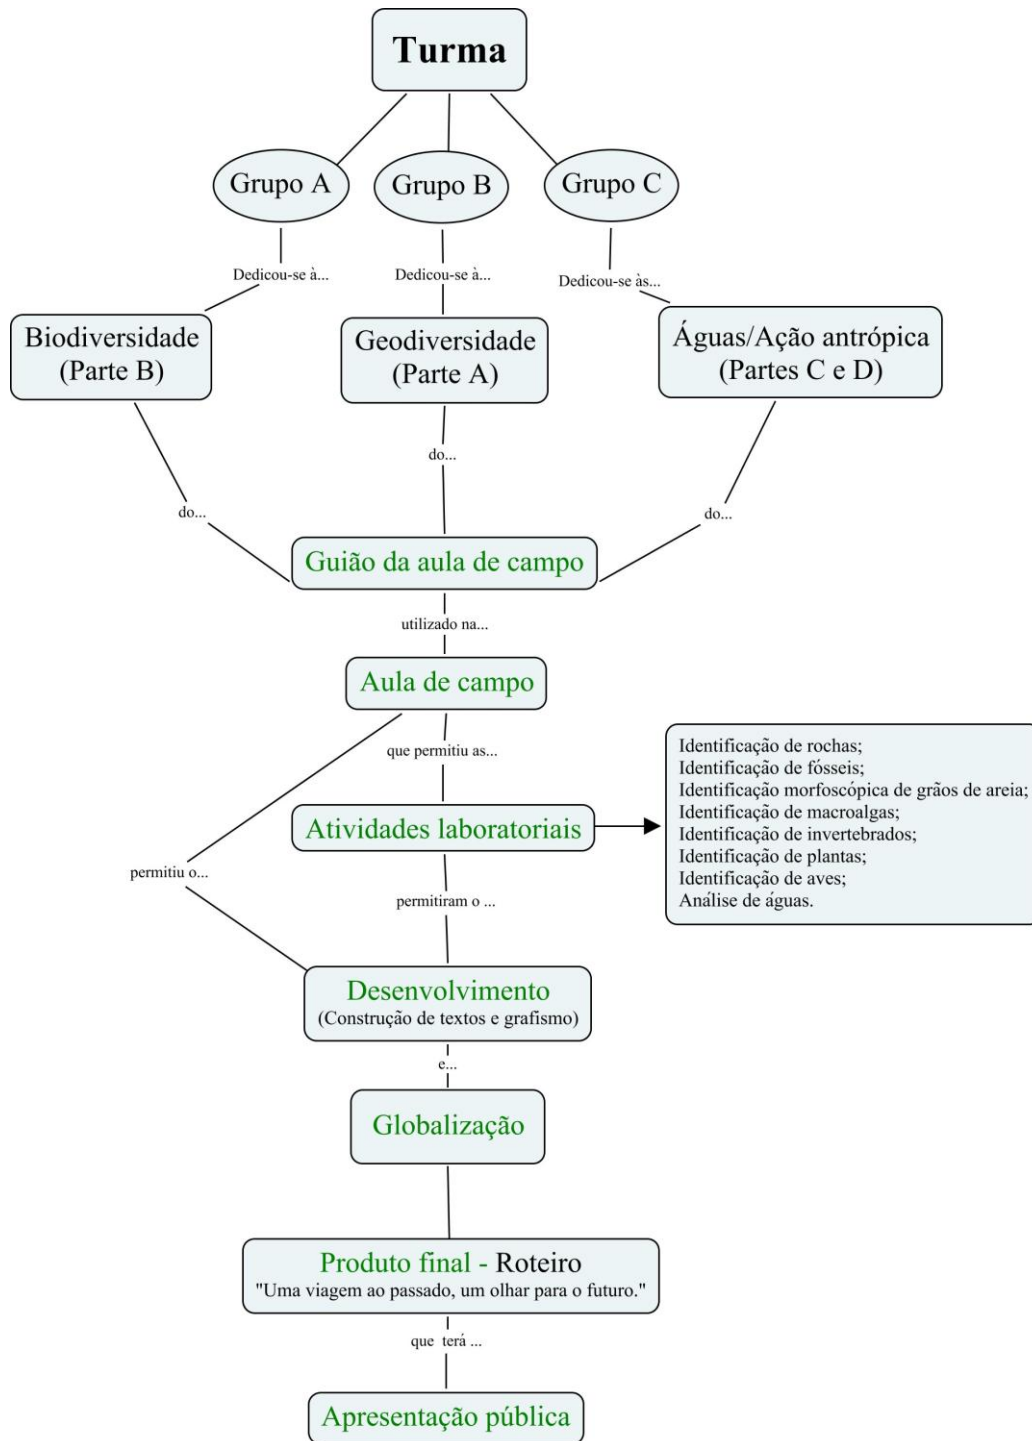 Turma
Grupo A
Grupo B
Grupo C
Dedicou-se à...
Dedicou-se à...
Dedicou-se às...
Biodiversidade
(Parte B)
Geodiversidade
(Parte A)
Águas/Ação antrópica
(Partes C e D)
do...
do...
do...
Guião da aula de campo
utilizado na...
Aula de campo
que permitiu as...
Identificação de rochas;
Identificação de fósseis;
Identificação morfoscópica de grãos de areia;
Identificação de macroalgas;
Identificação de invertebrados;
Identificação de plantas;
Identificação de aves;
Análise de águas.
Atividades laboratoriais
permitiu o...
permitiram o ...
Desenvolvimento
(Construção de textos e grafismo)
e...
Globalização
Produto final - Roteiro
"Uma viagem ao passado, um olhar para o futuro."
que terá ...
Apresentação pública